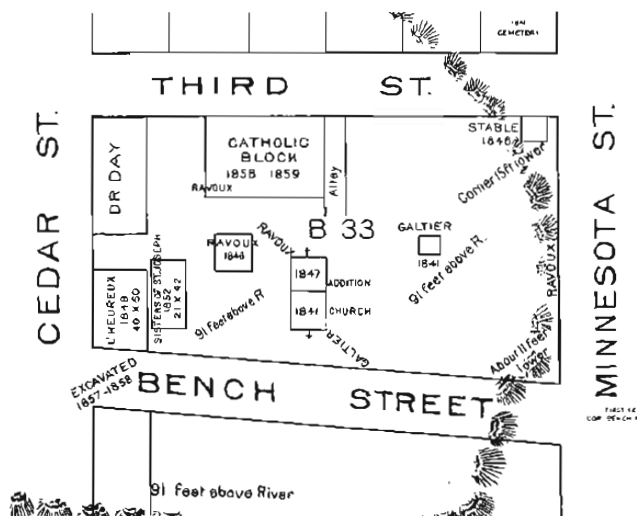 1841
CEMETERY
THIRD ST.
CEDAR ST.
MINNESOTA ST.
DR DAY
CATHOLIC
BLOCK
1858 1859
RAVOUX
Alley
STABLE
1846
Corner 15ft lower
B 33
RAVOUX
1846
RAVOUX
GALTIER
1841
91 feet above R.
RAVOUX
1847
ADDITION
1841
CHURCH
GALTIER
L'HEUREUX
1848
40 X 50
SISTERS OF ST. JOSEPH
1852
21 X 42
91 feet above R
About 11 feet
lower
EXCAVATED
1857-1858
BENCH STREET
91 feet above River